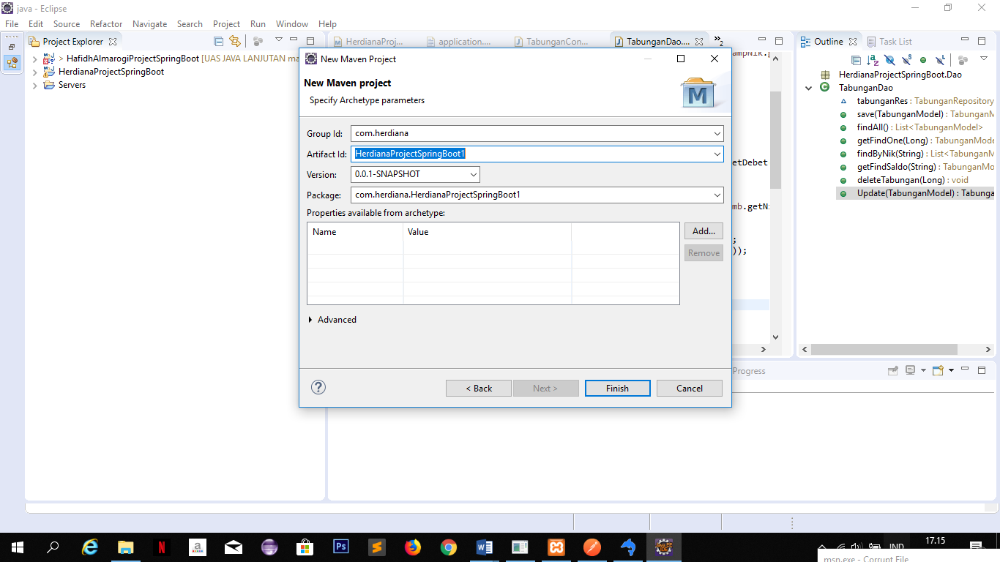 java - Eclipse
File Edit Source Refactor Navigate Search Project Run Window Help
Project Explorer
> HafidhAlmarogiProjectSpringBoot [UAS JAVA LANJUTAN ma
HerdianaProjectSpringBoot
Servers
HerdianaProj... application.... TabunganCon... TabunganDao.... »2
New Maven Project
New Maven project
Specify Archetype parameters
M
Group Id: com.herdiana
Artifact Id: HerdianaProjectSpringBoot1
Version: 0.0.1-SNAPSHOT
Package: com.herdiana.HerdianaProjectSpringBoot1
Properties available from archetype:
Name Value
Add...
Remove
Advanced
< Back Next > Finish Cancel
ampNik.
etDebet
mb.getNi
;
));
Progress
Outline Task List
HerdianaProjectSpringBoot.Dao
TabunganDao
tabunganRes : TabunganRepository
save(TabunganModel) : TabunganM
findAll() : List<TabunganModel>
getFindOne(Long) : TabunganMode
findByNik(String) : List<TabunganM
getFindSaldo(String) : TabunganMo
deleteTabungan(Long) : void
Update(TabunganModel) : Tabunga
IND
17.15
msn.exe - Corrupt File